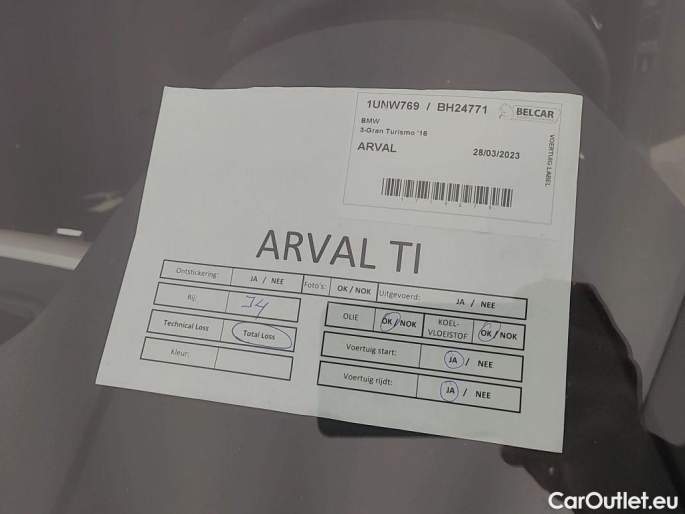 1UNW769 / BH24771 BELCAR
BMW
3-Gran Turismo '16
ARVAL 28/03/2023
VOERTUIG LABEL
ARVAL TI
Ontstickering: JA / NEE Foto's: OK / NOK Uitgevoerd: JA / NEE
Rij: J4
OLIE OK / NOK KOEL-VLOEISTOF OK / NOK
Technical Loss Total Loss
Voertuig start: JA / NEE
Kleur:
Voertuig rijdt: JA / NEE
CarOutlet.eu